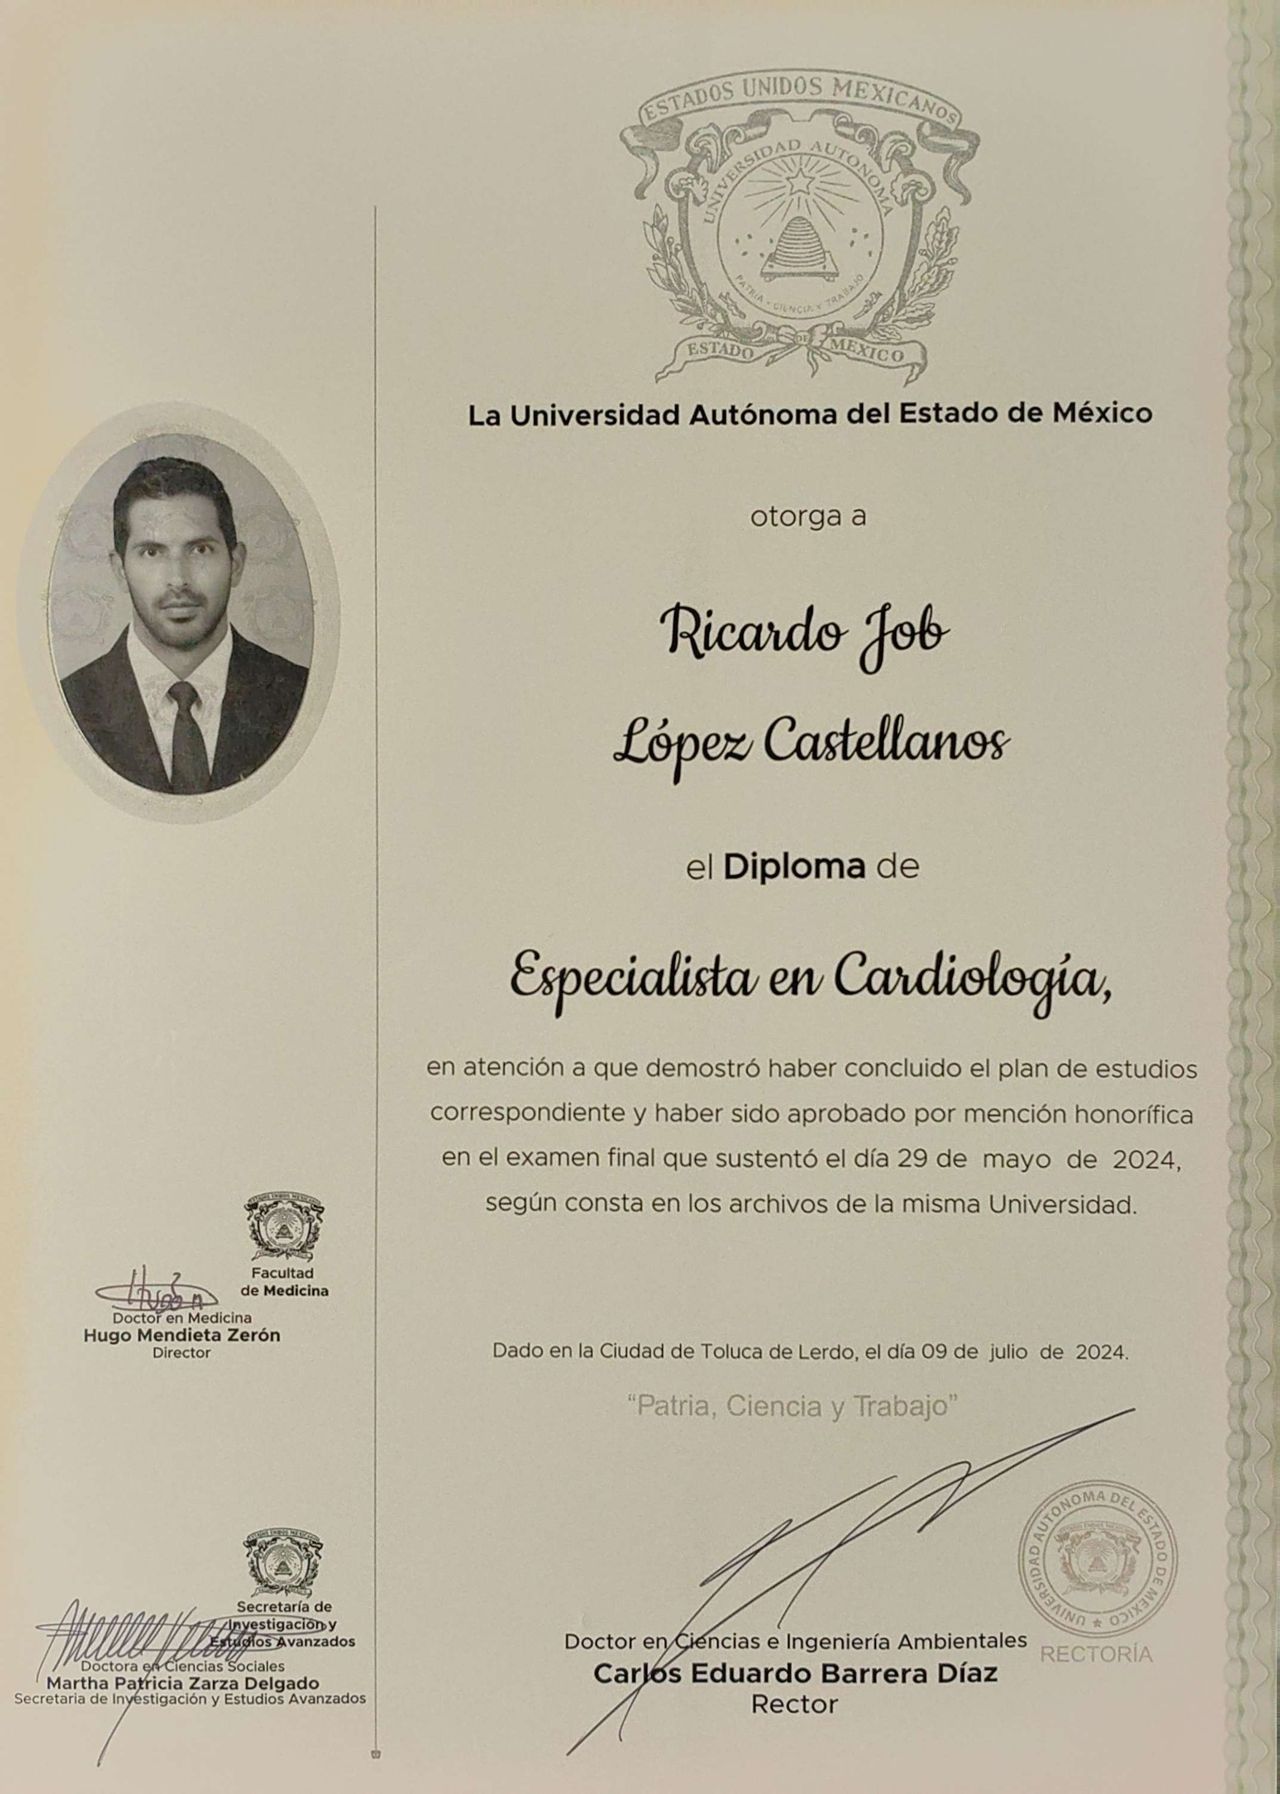 ESTADOS UNIDOS MEXICANOS
UNIVERSIDAD AUTONOMA
PATRIA - CIENCIA Y TRABAJO
ESTADO DE MEXICO
La Universidad Autónoma del Estado de México
otorga a
Ricardo Job
López Castellanos
el Diploma de
Especialista en Cardiología,
en atención a que demostró haber concluido el plan de estudios
correspondiente y haber sido aprobado por mención honorífica
en el examen final que sustentó el día 29 de mayo de 2024,
según consta en los archivos de la misma Universidad.
Facultad
de Medicina
Doctor en Medicina
Hugo Mendieta Zerón
Director
Dado en la Ciudad de Toluca de Lerdo, el día 09 de julio de 2024.
“Patria, Ciencia y Trabajo”
Secretaría de
Investigación y
Estudios Avanzados
Doctora en Ciencias Sociales
Martha Patricia Zarza Delgado
Secretaria de Investigación y Estudios Avanzados
Doctor en Ciencias e Ingeniería Ambientales
Carlos Eduardo Barrera Díaz
Rector
UNIVERSIDAD AUTONOMA DEL ESTADO DE MEXICO
RECTORÍA